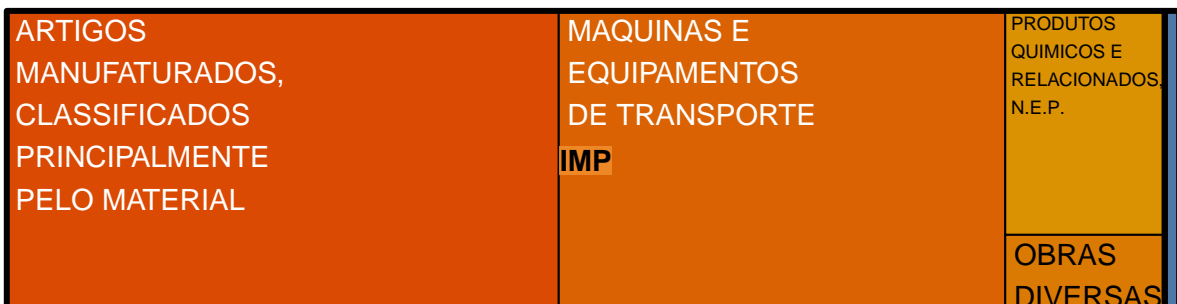 ARTIGOS
MANUFATURADOS,
CLASSIFICADOS
PRINCIPALMENTE
PELO MATERIAL
MAQUINAS E
EQUIPAMENTOS
DE TRANSPORTE
IMP
PRODUTOS
QUIMICOS E
RELACIONADOS,
N.E.P.
OBRAS
DIVERSAS